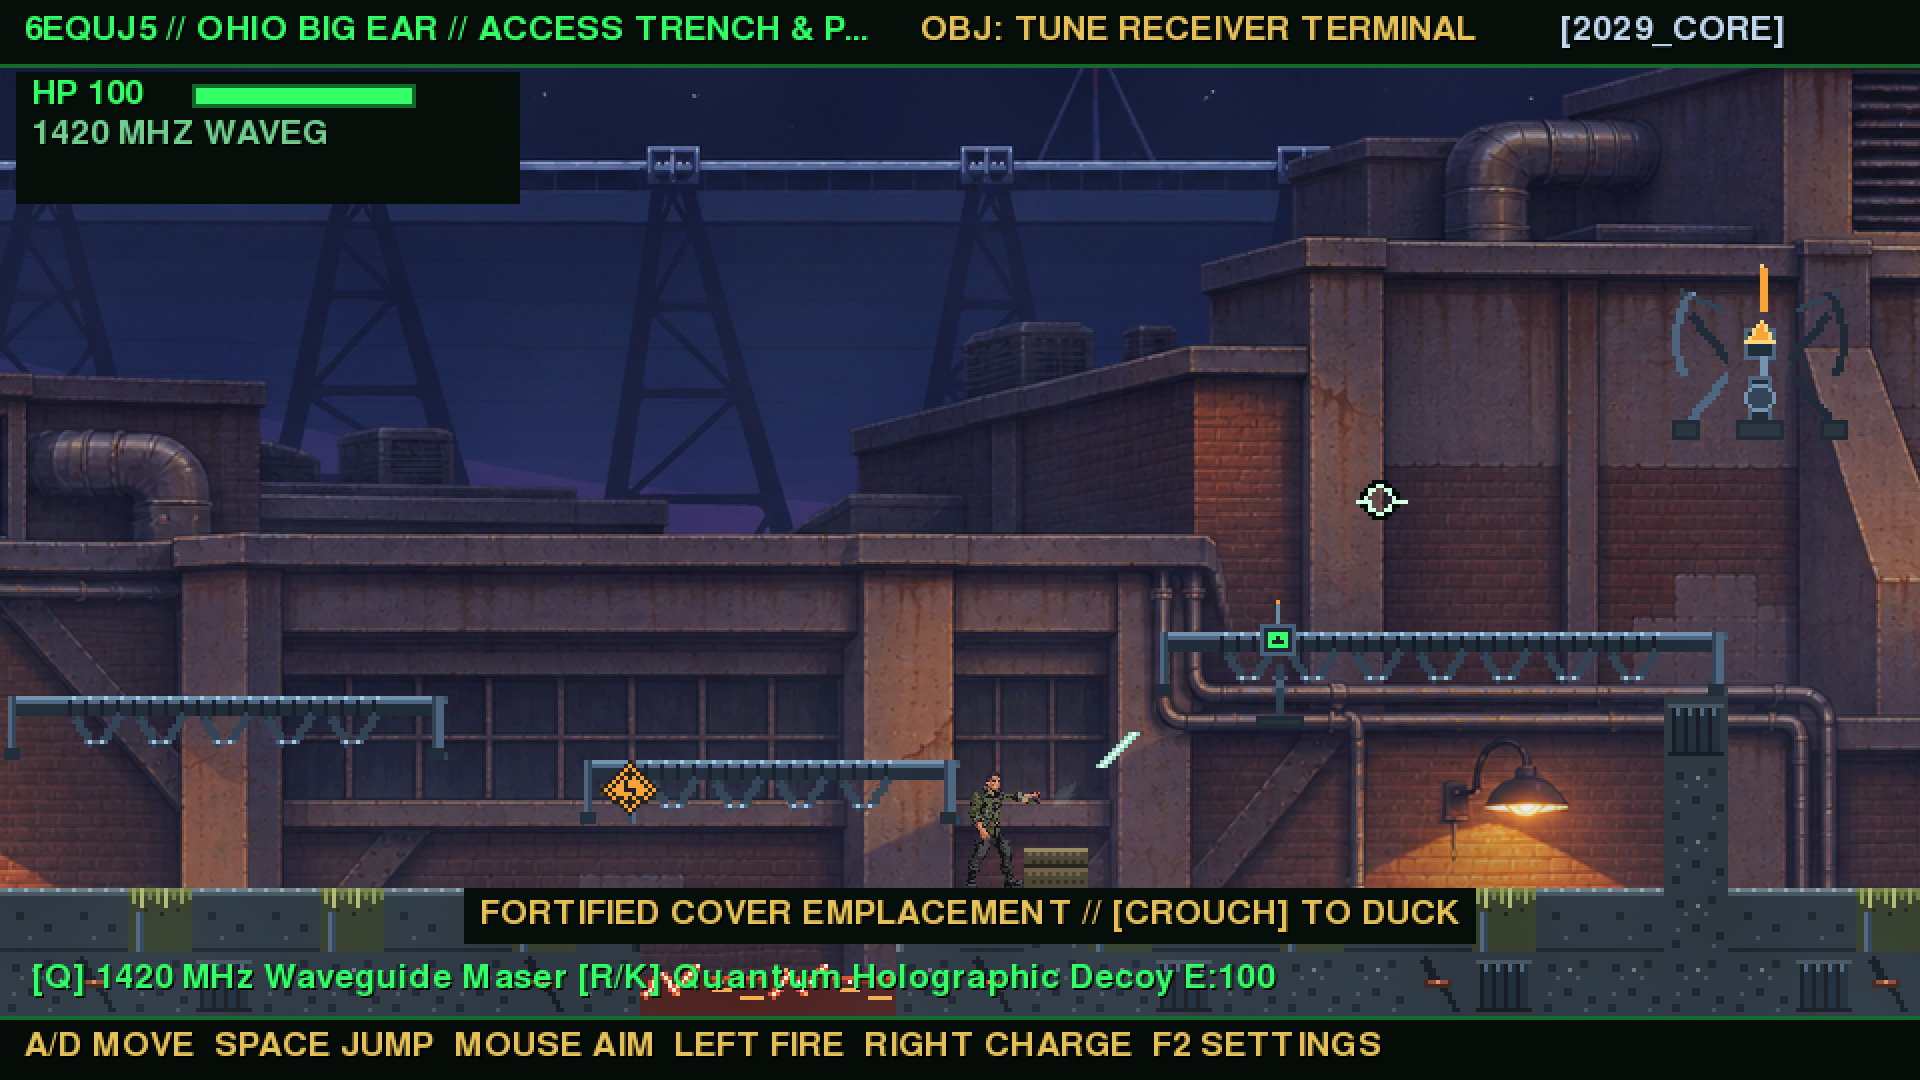 6EQUJ5 // OHIO BIG EAR // ACCESS TRENCH & P... OBJ: TUNE RECEIVER TERMINAL [2029_CORE]
HP 100
1420 MHZ WAVEG
FORTIFIED COVER EMPLACEMENT // [CROUCH] TO DUCK
[Q] 1420 MHz Waveguide Maser [R/K] Quantum Holographic Decoy E:100
A/D MOVE SPACE JUMP MOUSE AIM LEFT FIRE RIGHT CHARGE F2 SETTINGS